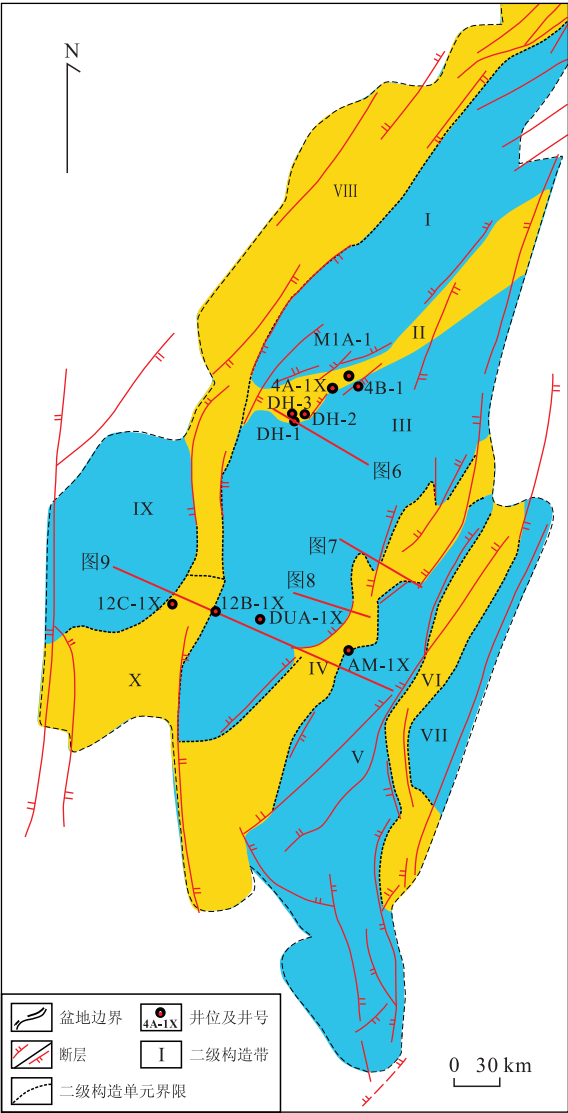 N
VIII
I
II
M1A-1
4A-1X
4B-1
DH-3
DH-2
DH-1
III
图6
IX
图7
图9
图8
12C-1X
12B-1X
DUA-1X
IV
AM-1X
X
VI
V
VII
盆地边界
4A-1X
井位及井号
断层
I
二级构造带
二级构造单元界限
0 30 km